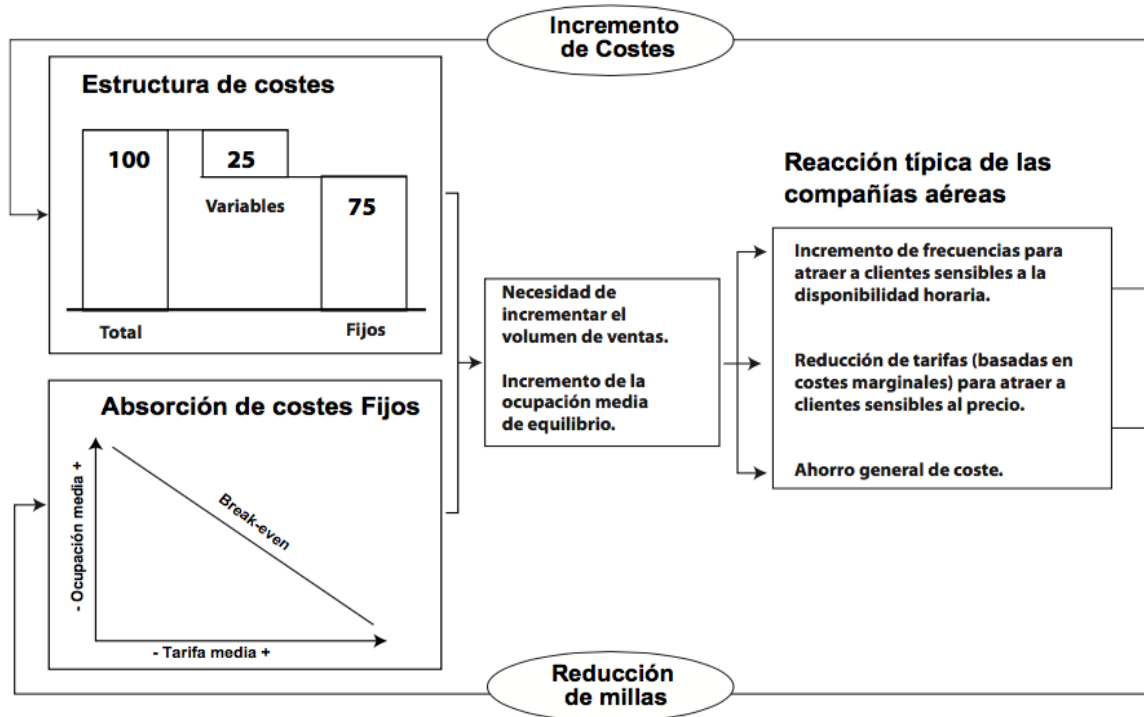 Incremento
de Costes
Estructura de costes
100
25
Variables
75
Total
Fijos
Absorción de costes Fijos
- Ocupación media +
Break-even
- Tarifa media +
Necesidad de
incrementar el
volumen de ventas.
Incremento de la
ocupación media
de equilibrio.
Reacción típica de las
compañías aéreas
Incremento de frecuencias para
atraer a clientes sensibles a la
disponibilidad horaria.
Reducción de tarifas (basadas en
costes marginales) para atraer a
clientes sensibles al precio.
Ahorro general de coste.
Reducción
de millas